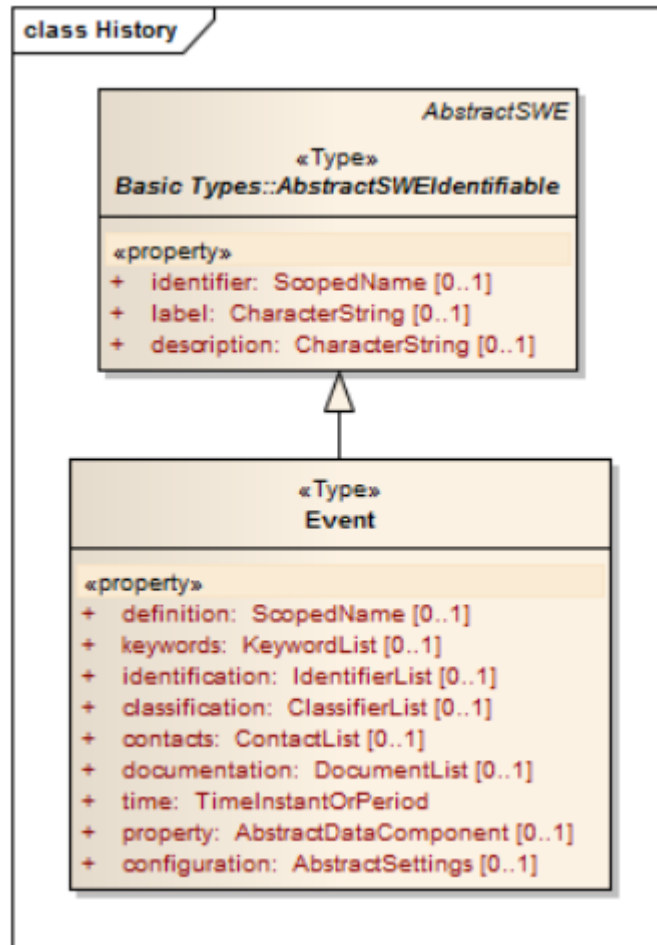 class History
AbstractSWE
«Type»
Basic Types::AbstractSWEIdentifiable
«property»
+ identifier: ScopedName [0..1]
+ label: CharacterString [0..1]
+ description: CharacterString [0..1]
«Type»
Event
«property»
+ definition: ScopedName [0..1]
+ keywords: KeywordList [0..1]
+ identification: IdentifierList [0..1]
+ classification: ClassifierList [0..1]
+ contacts: ContactList [0..1]
+ documentation: DocumentList [0..1]
+ time: TimeInstantOrPeriod
+ property: AbstractDataComponent [0..1]
+ configuration: AbstractSettings [0..1]